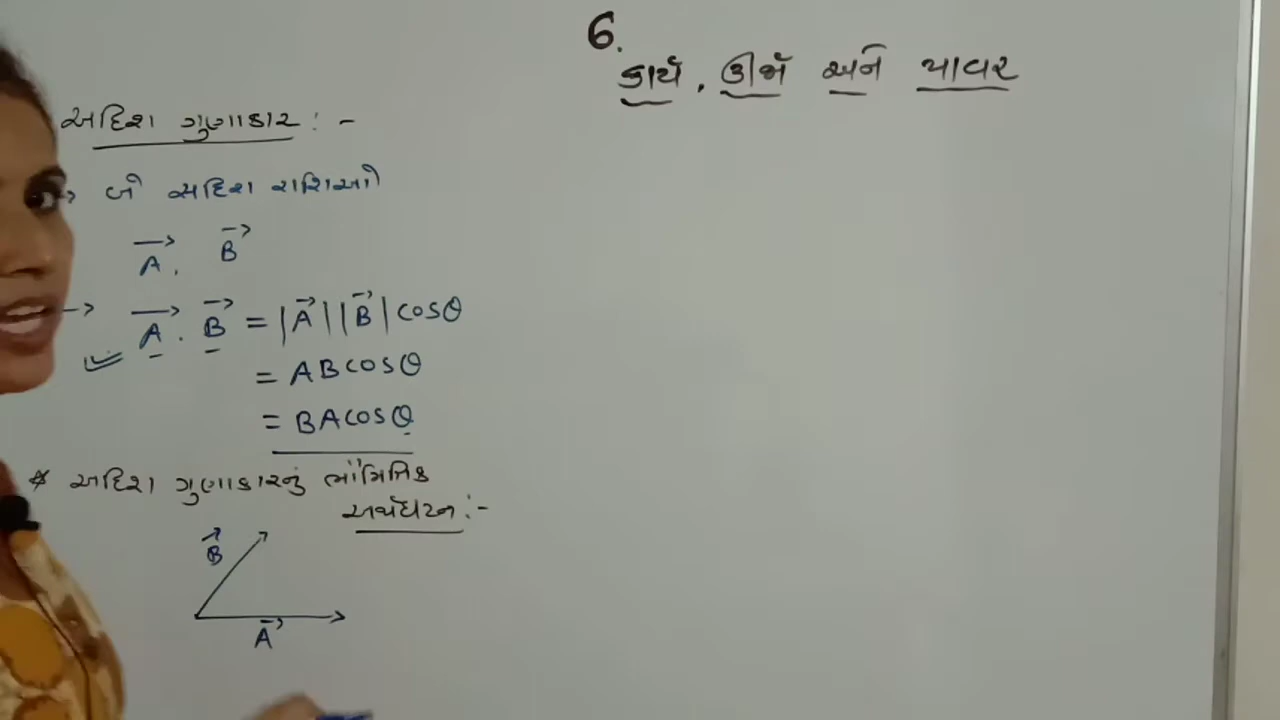 6.
કાર્ય, ઊર્જા અને પાવર
અદિશ ગુણાકાર :-
→ બે સદિશ રાશિઓ
A⃗ . B⃗
→ A⃗ . B⃗ = |A⃗| |B⃗| cosθ
= ABcosθ
= BAcosθ
* અદિશ ગુણાકારનું ભૌમિતિક
અર્થઘટન :-
B⃗
A⃗